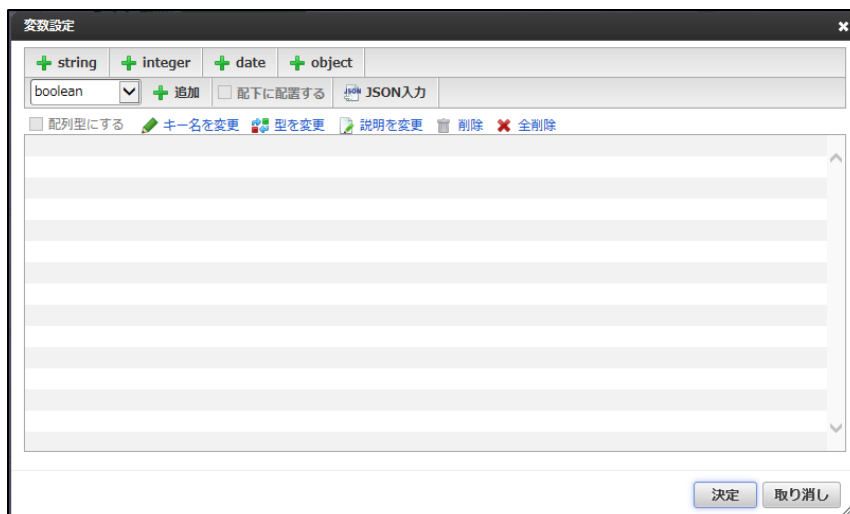 変数設定
string integer date object
boolean 追加 配下に配置する JSON入力
配列型にする キー名を変更 型を変更 説明を変更 削除 全削除
決定 取り消し